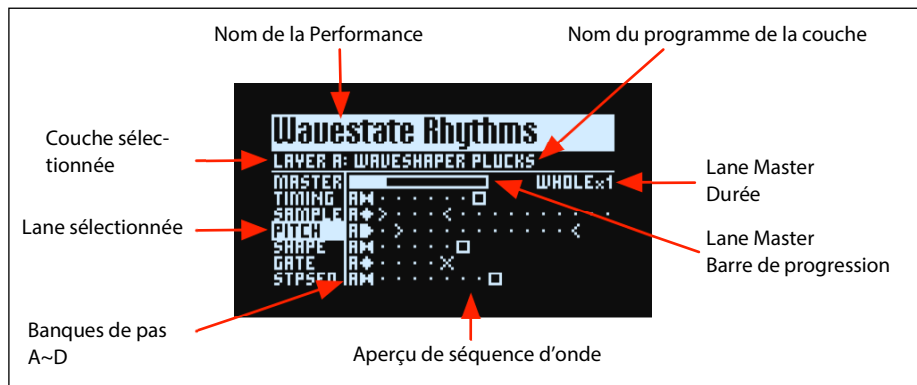 Nom de la Performance
Nom du programme de la couche
Wavestate Rhythms
Couche sélec-
tionnée
LAYER A: WAVESHAPER PLUCKS
MASTER WHOLEx1
Lane Master
Durée
TIMING A
SAMPLE A
Lane sélectionnée
PITCH A
SHAPE A
Lane Master
Barre de progression
GATE A
STPSEQ A
Banques de pas
A~D
Aperçu de séquence d'onde